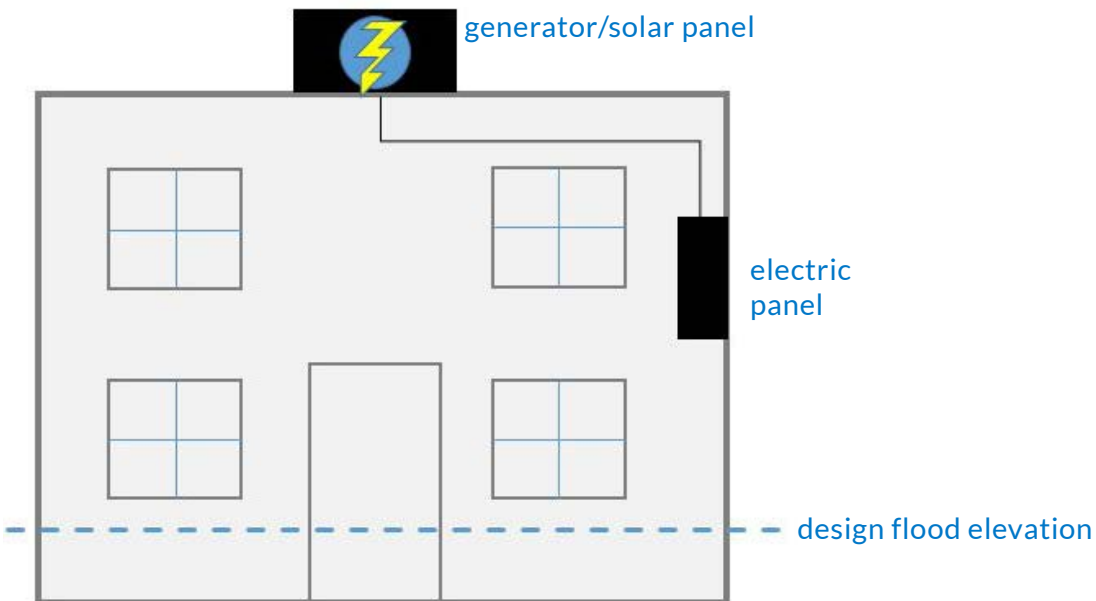 generator/solar panel
electric
panel
design flood elevation